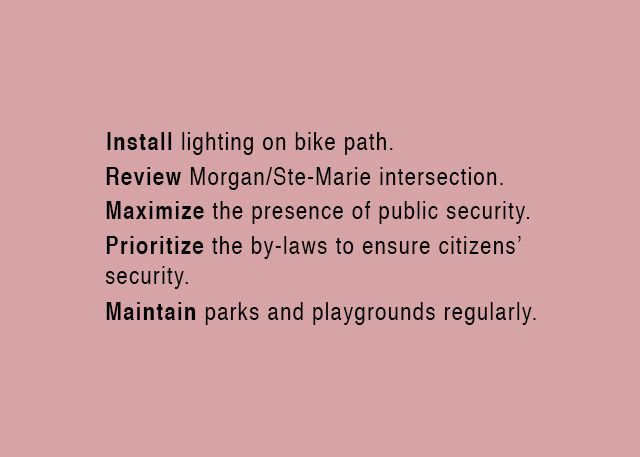 Install lighting on bike path.
Review Morgan/Ste-Marie intersection.
Maximize the presence of public security.
Prioritize the by-laws to ensure citizens’
security.
Maintain parks and playgrounds regularly.